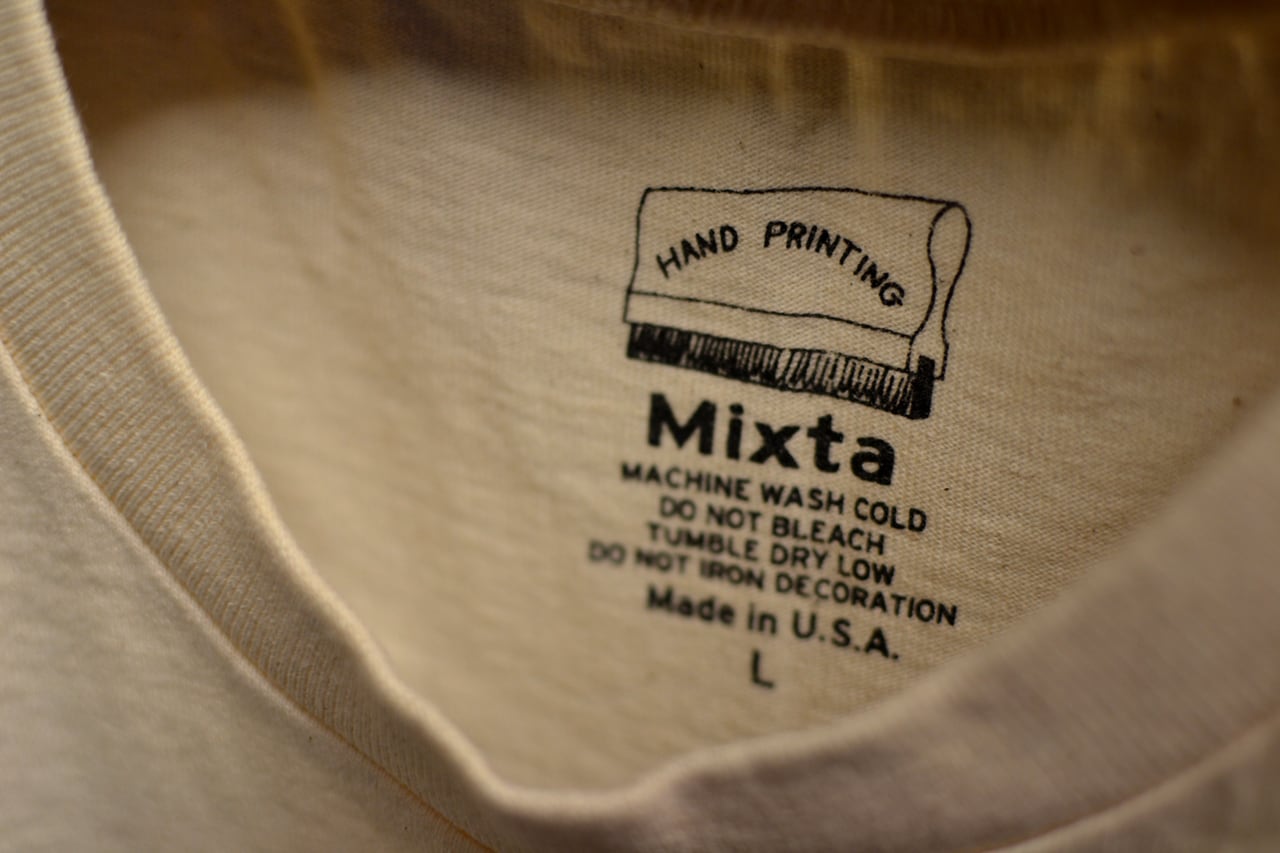 HAND PRINTING
Mixta
MACHINE WASH COLD
DO NOT BLEACH
TUMBLE DRY LOW
DO NOT IRON DECORATION
Made in U.S.A.
L